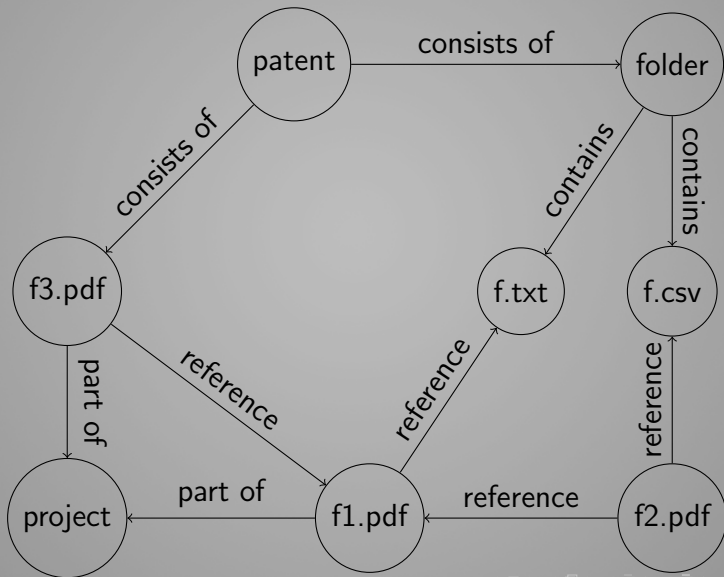 consists of
patent
folder
consists of
contains
contains
f3.pdf
f.txt
f.csv
part of
reference
reference
reference
project
part of
f1.pdf
reference
f2.pdf